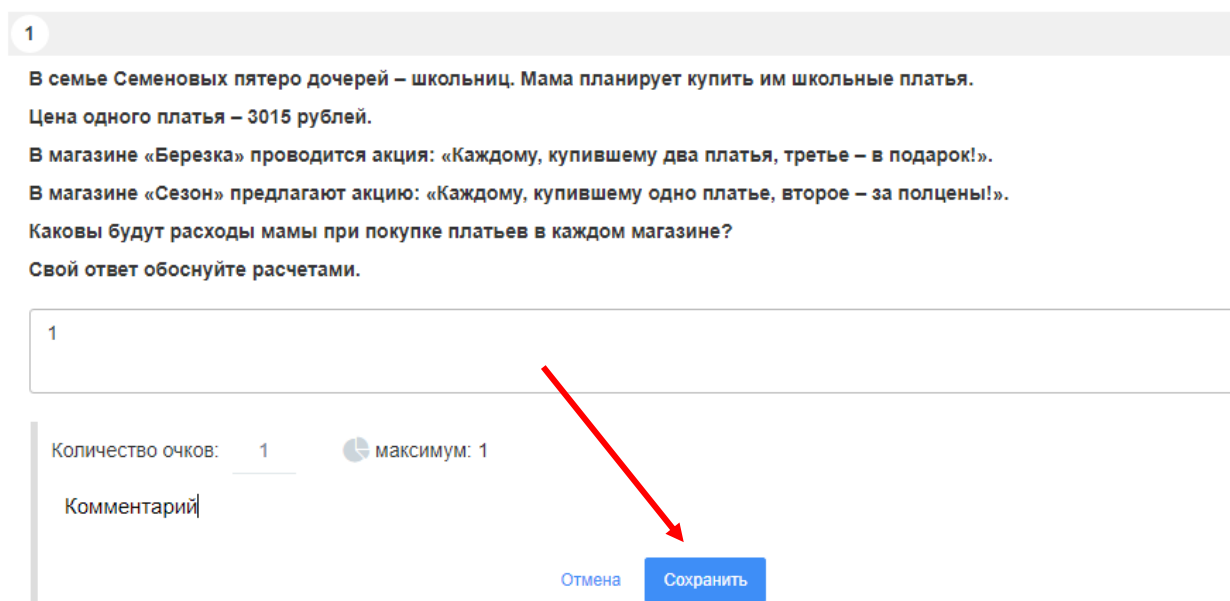 1
В семье Семеновых пятеро дочерей – школьниц. Мама планирует купить им школьные платья.
Цена одного платья – 3015 рублей.
В магазине «Березка» проводится акция: «Каждому, купившему два платья, третье – в подарок!».
В магазине «Сезон» предлагают акцию: «Каждому, купившему одно платье, второе – за полцены!».
Каковы будут расходы мамы при покупке платьев в каждом магазине?
Свой ответ обоснуйте расчетами.
1
Количество очков: 1 максимум: 1
Комментарий
Отмена Сохранить